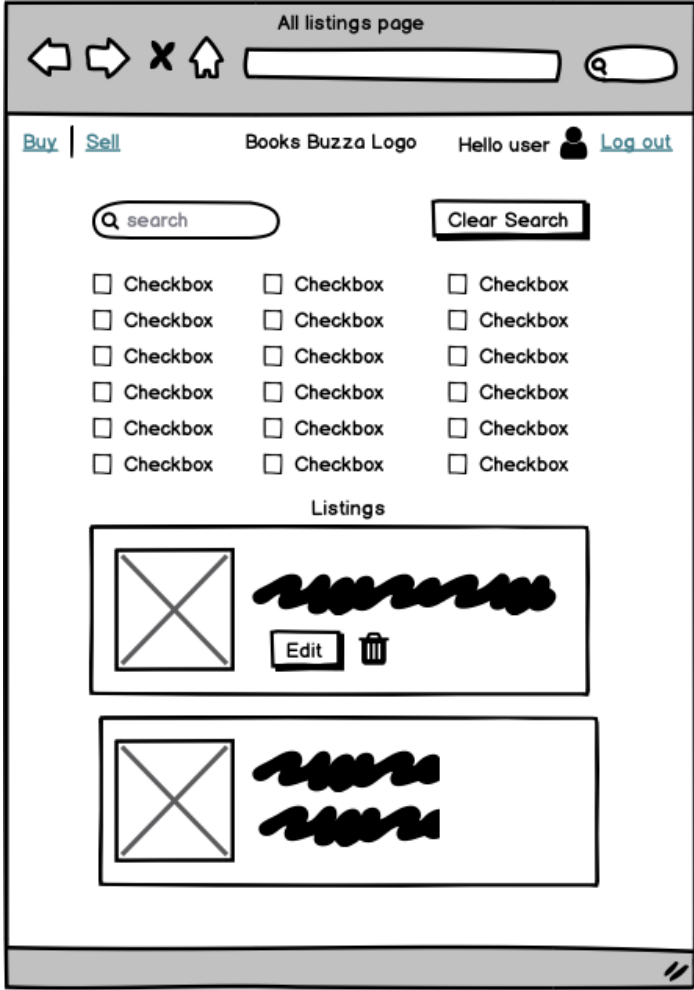 All listings page
Buy Sell Books Buzza Logo Hello user Log out
search Clear Search
Checkbox Checkbox Checkbox
Checkbox Checkbox Checkbox
Checkbox Checkbox Checkbox
Checkbox Checkbox Checkbox
Checkbox Checkbox Checkbox
Checkbox Checkbox Checkbox
Listings
Edit